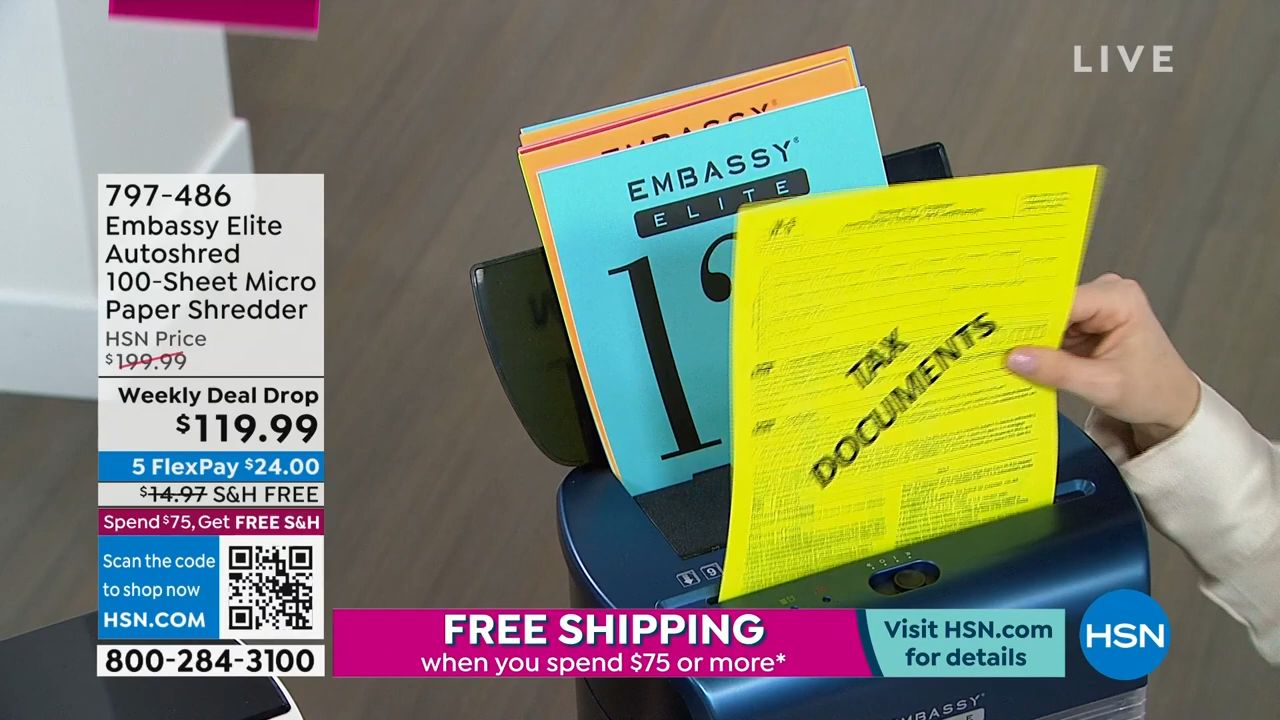 LIVE
797-486
Embassy Elite
Autoshred
100-Sheet Micro
Paper Shredder
HSN Price
$199.99
Weekly Deal Drop
$119.99
5 FlexPay $24.00
$14.97 S&H FREE
Spend $75, Get FREE S&H
Scan the code
to shop now
HSN.COM
800-284-3100
EMBASSY®
EMBASSY®
ELITE
TAX
DOCUMENTS
FREE SHIPPING
when you spend $75 or more*
Visit HSN.com
for details
HSN
EMBASSY®